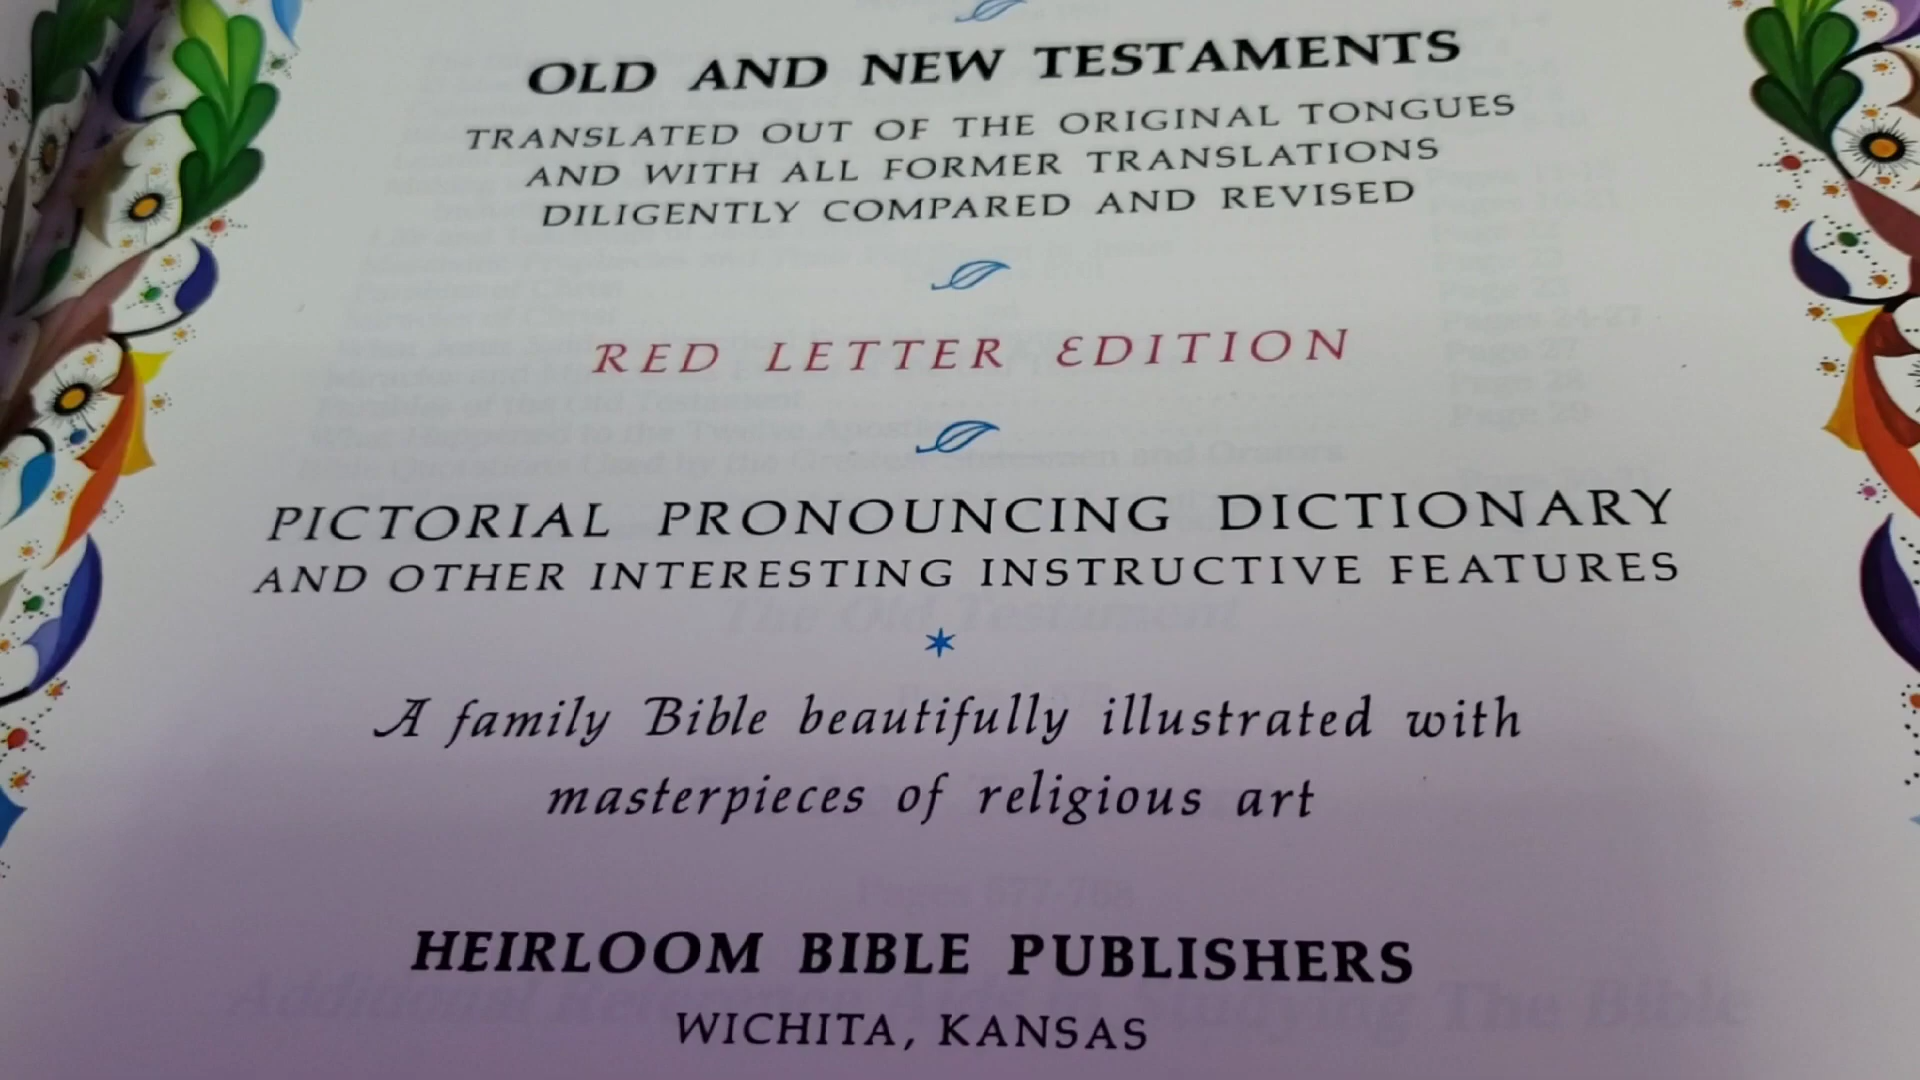 OLD AND NEW TESTAMENTS
TRANSLATED OUT OF THE ORIGINAL TONGUES
AND WITH ALL FORMER TRANSLATIONS
DILIGENTLY COMPARED AND REVISED
RED LETTER EDITION
PICTORIAL PRONOUNCING DICTIONARY
AND OTHER INTERESTING INSTRUCTIVE FEATURES
A family Bible beautifully illustrated with
masterpieces of religious art
HEIRLOOM BIBLE PUBLISHERS
WICHITA, KANSAS